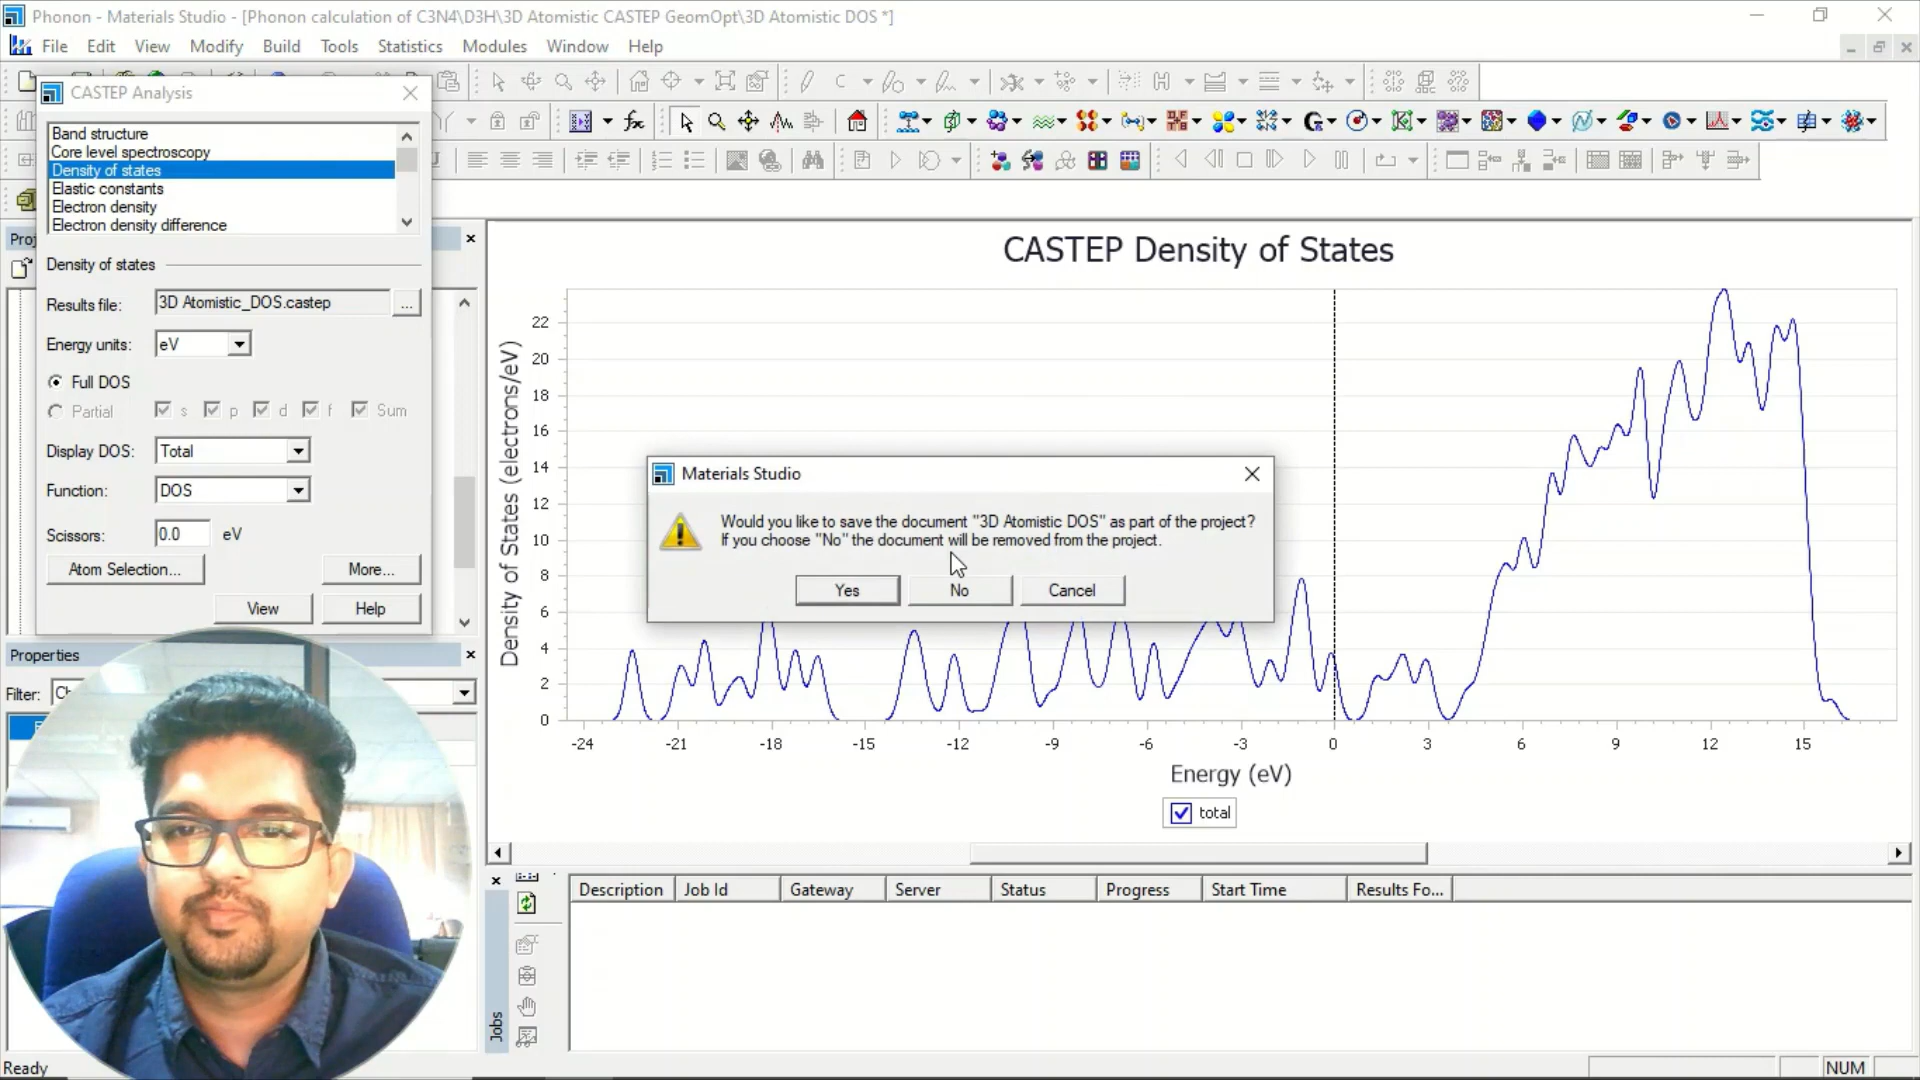 Phonon - Materials Studio - [Phonon calculation of C3N4\D3H\3D Atomistic CASTEP GeomOpt\3D Atomistic DOS *]
File Edit View Modify Build Tools Statistics Modules Window Help
CASTEP Analysis
Band structure
Core level spectroscopy
Density of states
Elastic constants
Electron density
Electron density difference
Density of states
Results file: 3D Atomistic_DOS.castep ...
Energy units: eV
Full DOS
Partial s p d f Sum
Display DOS: Total
Function: DOS
Scissors: 0.0 eV
Atom Selection... More...
View Help
Properties
Filter:
CASTEP Density of States
Density of States (electrons/eV)
22
20
18
16
14
12
10
8
6
4
2
0
-24 -21 -18 -15 -12 -9 -6 -3 0 3 6 9 12 15
Energy (eV)
total
Materials Studio
Would you like to save the document "3D Atomistic DOS" as part of the project?
If you choose "No" the document will be removed from the project.
Yes No Cancel
Jobs
Description Job Id Gateway Server Status Progress Start Time Results Fo...
Ready NUM